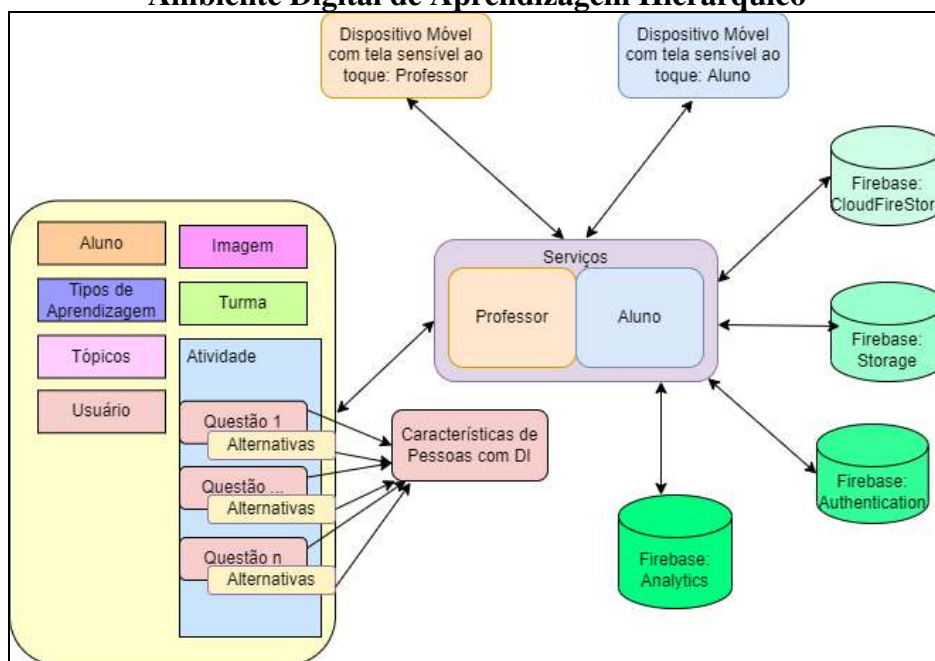 Ambiente Digital de Aprendizagem Hierárquico
Dispositivo Móvel
com tela sensível ao
toque: Professor
Dispositivo Móvel
com tela sensível ao
toque: Aluno
Firebase:
CloudFireStor
Aluno
Imagem
Tipos de
Aprendizagem
Turma
Tópicos
Atividade
Usuário
Questão 1
Alternativas
Questão ...
Alternativas
Questão n
Alternativas
Serviços
Professor
Aluno
Características de
Pessoas com DI
Firebase:
Storage
Firebase:
Authentication
Firebase:
Analytics